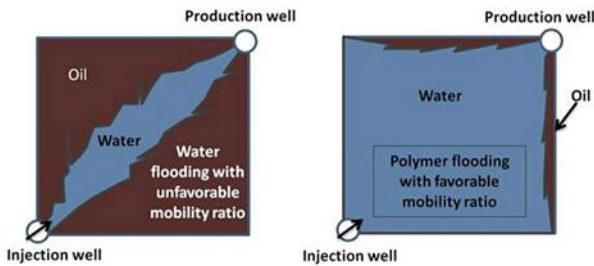 Production well
Oil
Water
Water
flooding with
unfavorable
mobility ratio
Injection well
Production well
Water
Oil
Polymer flooding
with favorable
mobility ratio
Injection well